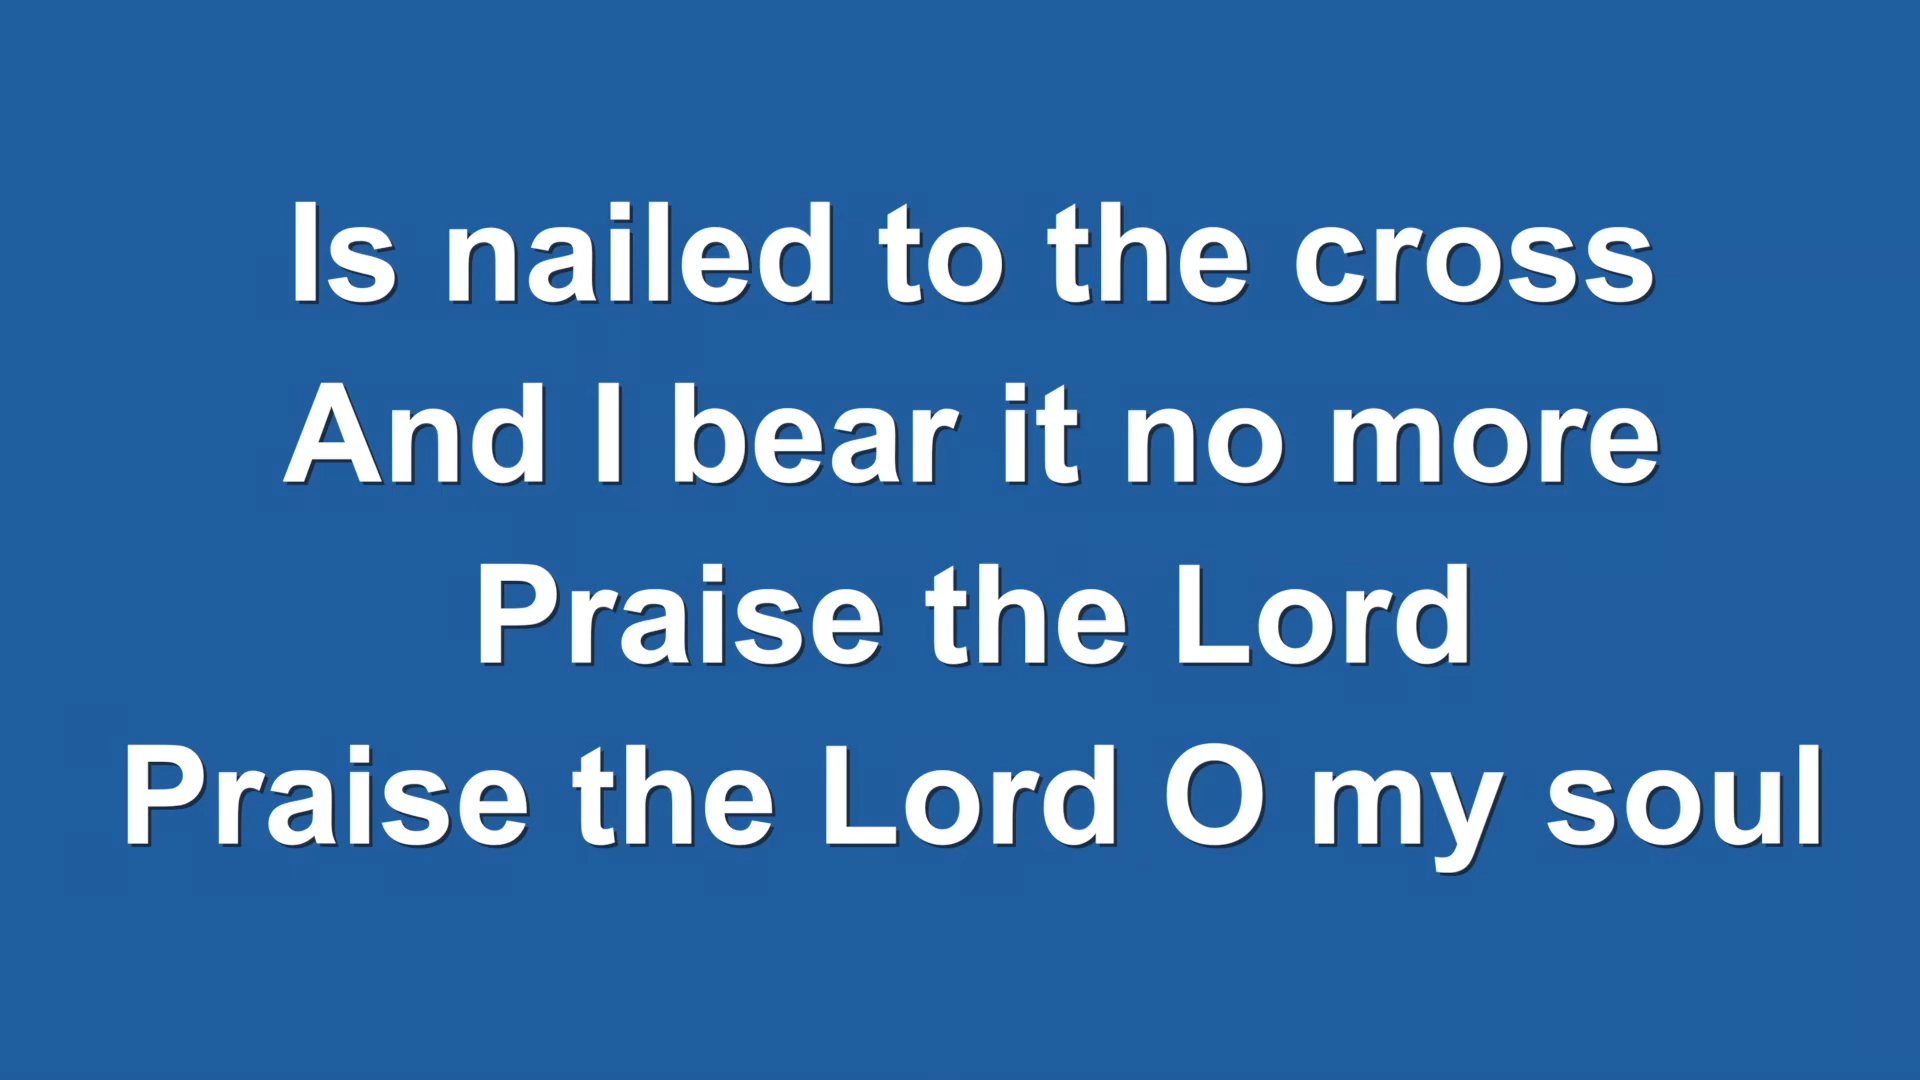 Is nailed to the cross
And I bear it no more
Praise the Lord
Praise the Lord O my soul